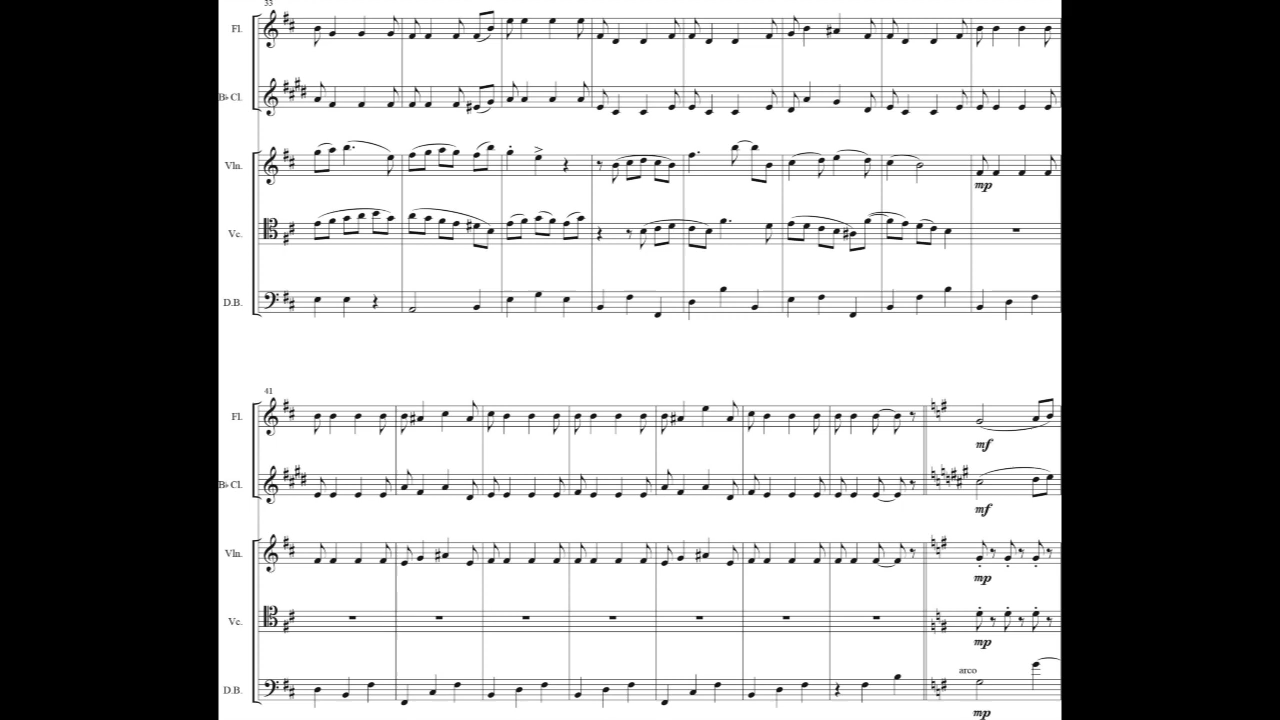 33
Fl.
B♭ Cl.
Vln.
mp
Vc.
D.B.
41
Fl.
mf
B♭ Cl.
mf
Vln.
mp
Vc.
mp
arco
D.B.
mp